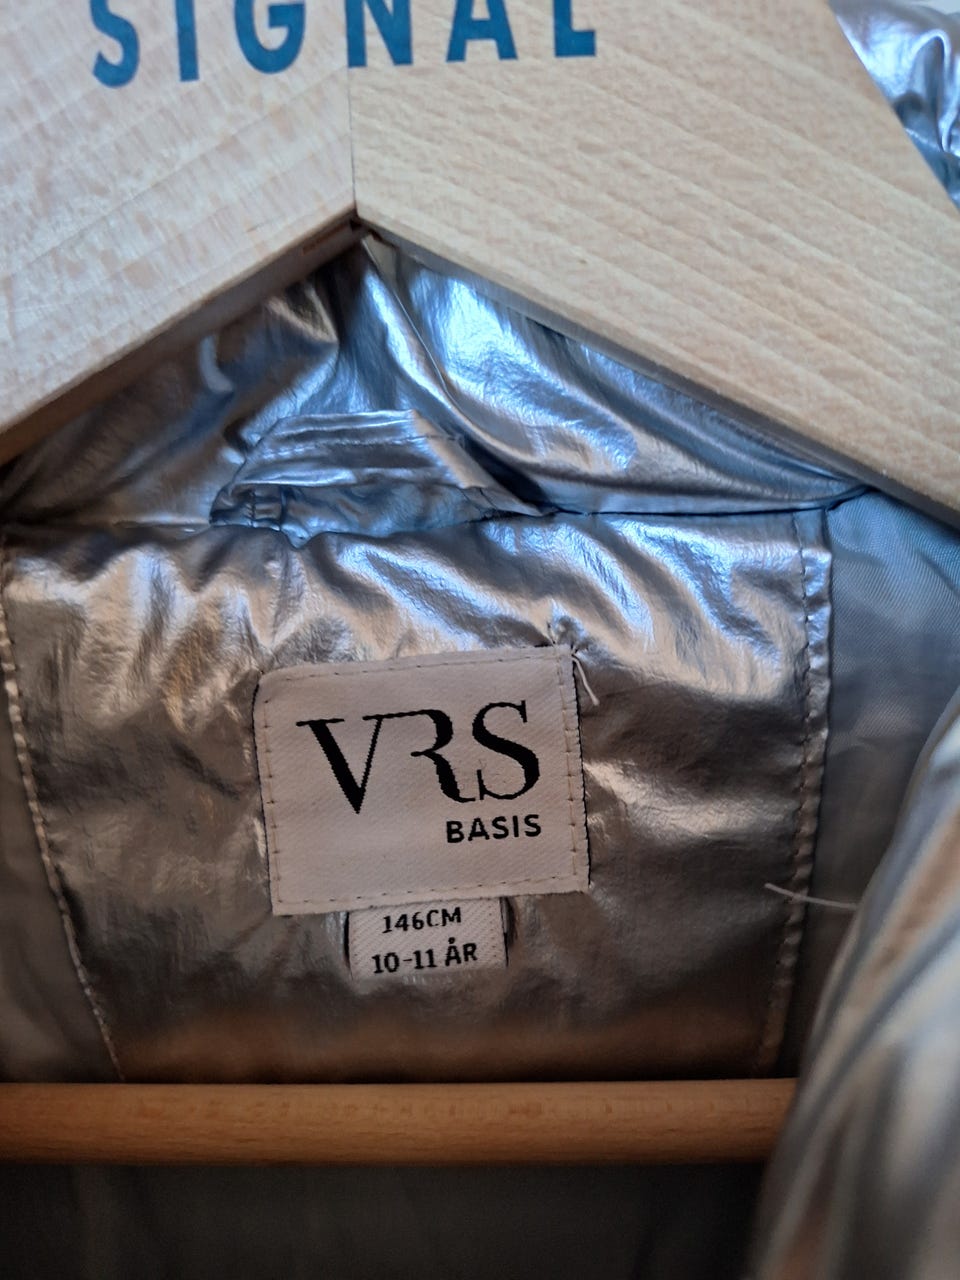 SIGNAL
VRS
BASIS
146CM
10-11 ÅR